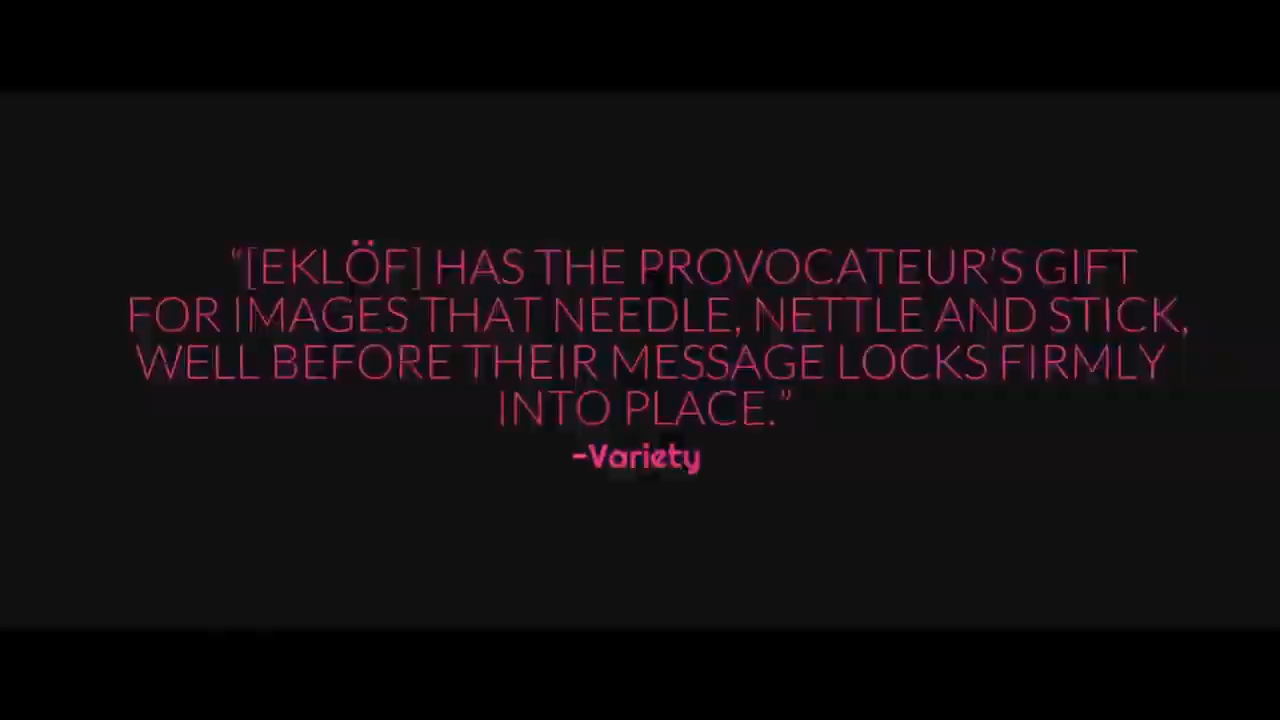 “[EKLÖF] HAS THE PROVOCATEUR’S GIFT
FOR IMAGES THAT NEEDLE, NETTLE AND STICK,
WELL BEFORE THEIR MESSAGE LOCKS FIRMLY
INTO PLACE.”
-Variety